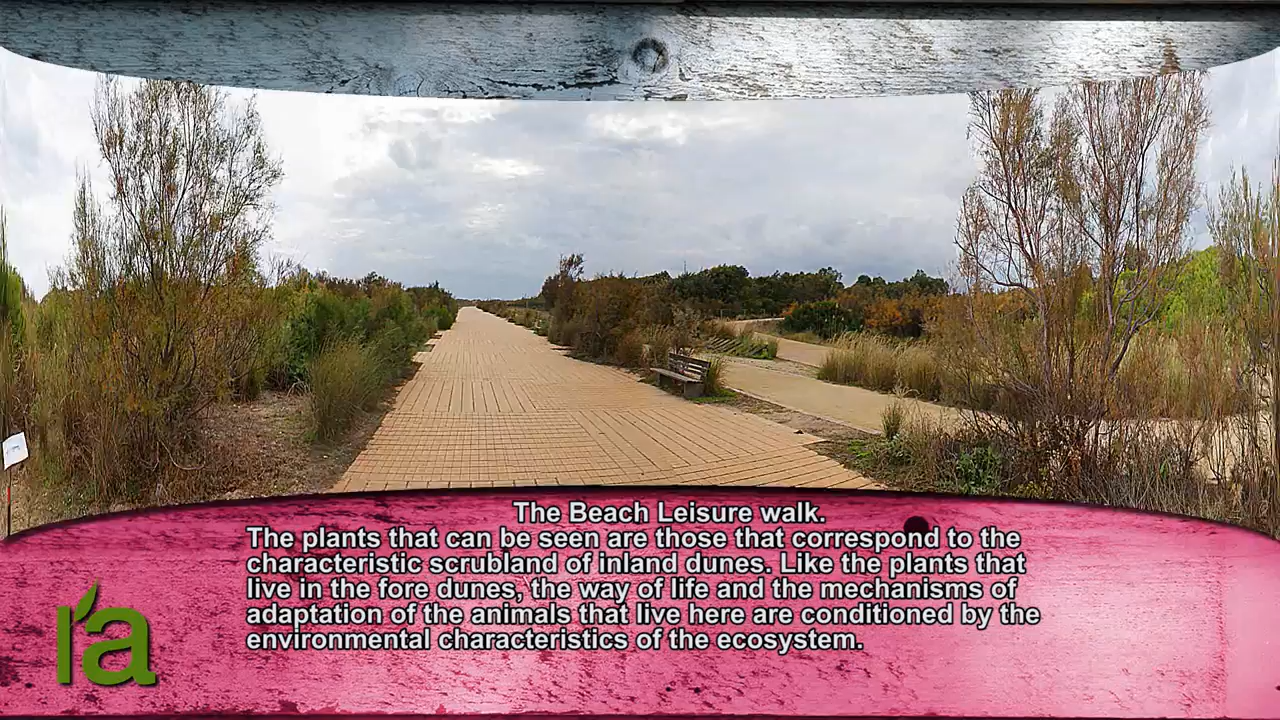 The Beach Leisure walk.
The plants that can be seen are those that correspond to the
characteristic scrubland of inland dunes. Like the plants that
live in the fore dunes, the way of life and the mechanisms of
adaptation of the animals that live here are conditioned by the
environmental characteristics of the ecosystem.
l'a